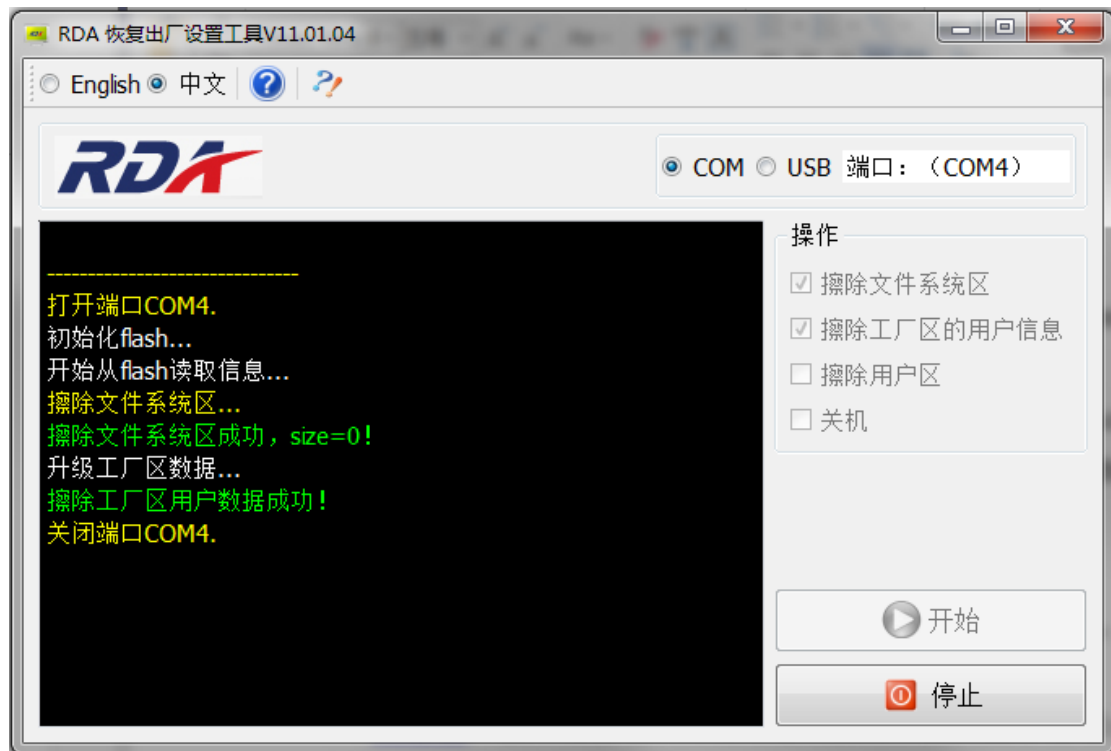 RDA 恢复出厂设置工具V11.01.04
English 中文
RDA
COM USB 端口：（COM4）
-------------------------------
打开端口COM4.
初始化flash...
开始从flash读取信息...
擦除文件系统区...
擦除文件系统区成功，size=0！
升级工厂区数据...
擦除工厂区用户数据成功！
关闭端口COM4.
操作
擦除文件系统区
擦除工厂区的用户信息
擦除用户区
关机
开始
停止